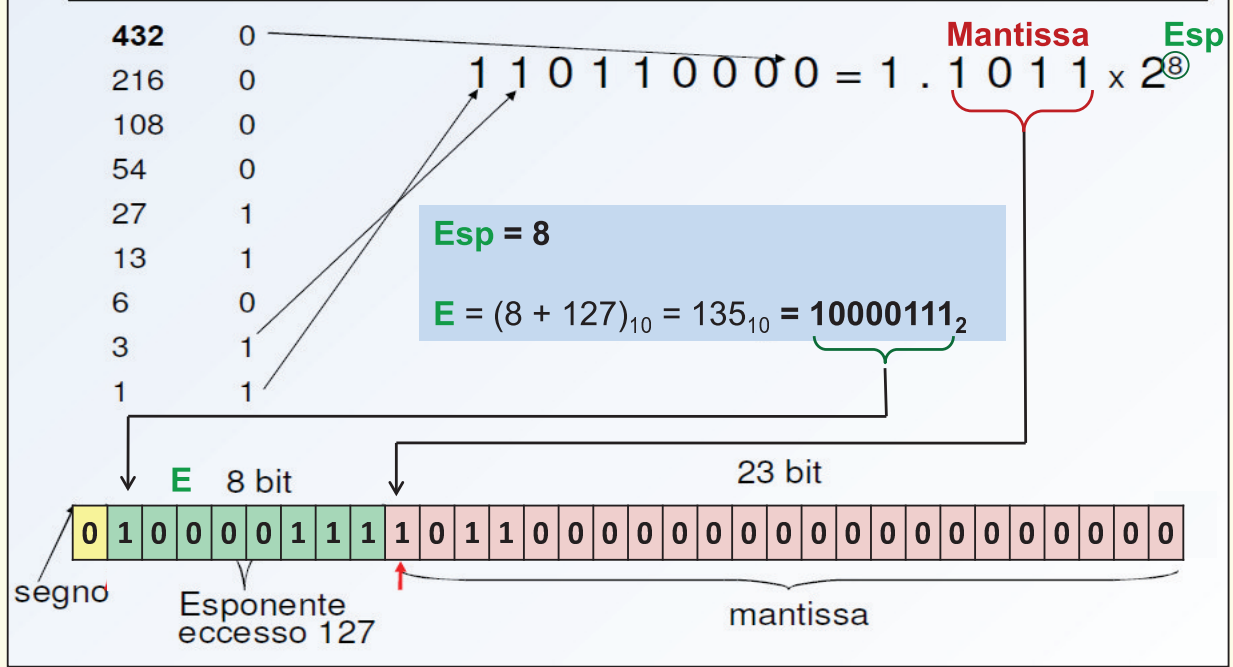 432 0
216 0
108 0
54 0
27 1
13 1
6 0
3 1
1 1
Mantissa Esp
1 1 0 1 1 0 0 0 0 = 1 . 1 0 1 1 x 2⁸
Esp = 8
E = (8 + 127)₁₀ = 135₁₀ = 10000111₂
E 8 bit 23 bit
0 1 0 0 0 0 1 1 1 1 0 1 1 0 0 0 0 0 0 0 0 0 0 0 0 0 0 0 0 0 0 0
segno
Esponente
eccesso 127
mantissa